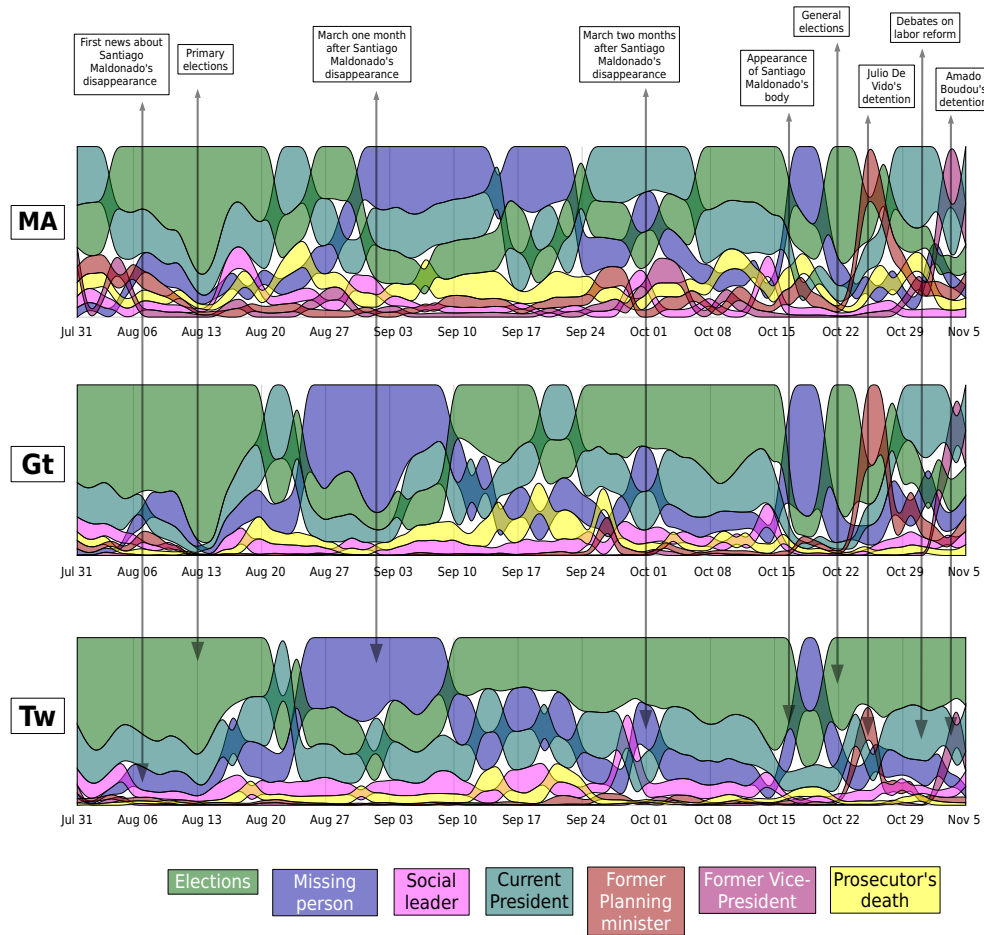 First news about
Santiago
Maldonado's
disappearance
Primary
elections
March one month
after Santiago
Maldonado's
disappearance
March two months
after Santiago
Maldonado's
disappearance
Appearance
of Santiago
Maldonado's
body
General
elections
Julio De
Vido's
detention
Debates on
labor reform
Amado
Boudou's
detention
MA
Jul 31 Aug 06 Aug 13 Aug 20 Aug 27 Sep 03 Sep 10 Sep 17 Sep 24 Oct 01 Oct 08 Oct 15 Oct 22 Oct 29 Nov 5
Gt
Jul 31 Aug 06 Aug 13 Aug 20 Aug 27 Sep 03 Sep 10 Sep 17 Sep 24 Oct 01 Oct 08 Oct 15 Oct 22 Oct 29 Nov 5
Tw
Jul 31 Aug 06 Aug 13 Aug 20 Aug 27 Sep 03 Sep 10 Sep 17 Sep 24 Oct 01 Oct 08 Oct 15 Oct 22 Oct 29 Nov 5
Elections
Missing
person
Social
leader
Current
President
Former
Planning
minister
Former Vice-
President
Prosecutor's
death